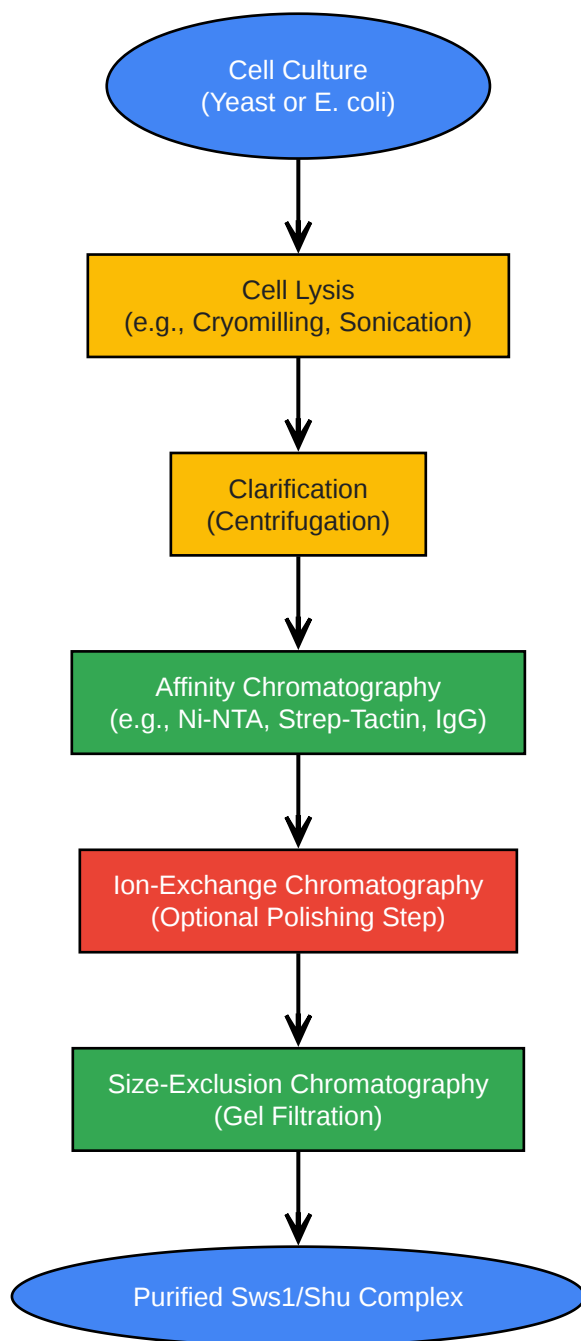 Cell Culture
(Yeast or E. coli)
Cell Lysis
(e.g., Cryomilling, Sonication)
Clarification
(Centrifugation)
Affinity Chromatography
(e.g., Ni-NTA, Strep-Tactin, IgG)
Ion-Exchange Chromatography
(Optional Polishing Step)
Size-Exclusion Chromatography
(Gel Filtration)
Purified Sws1/Shu Complex